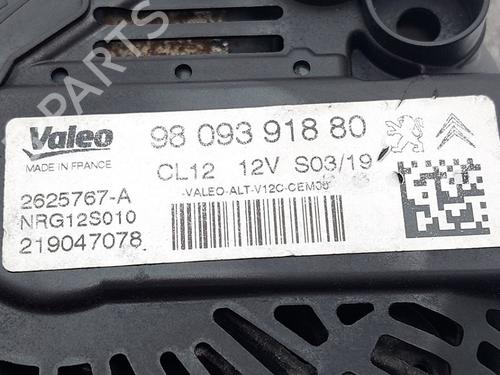 PARTS
Valeo
MADE IN FRANCE
98 093 918 80
CL12 12V S03/19
-VALEO-ALT-V12C-CEM00
2625767-A
NRG12S010
219047078